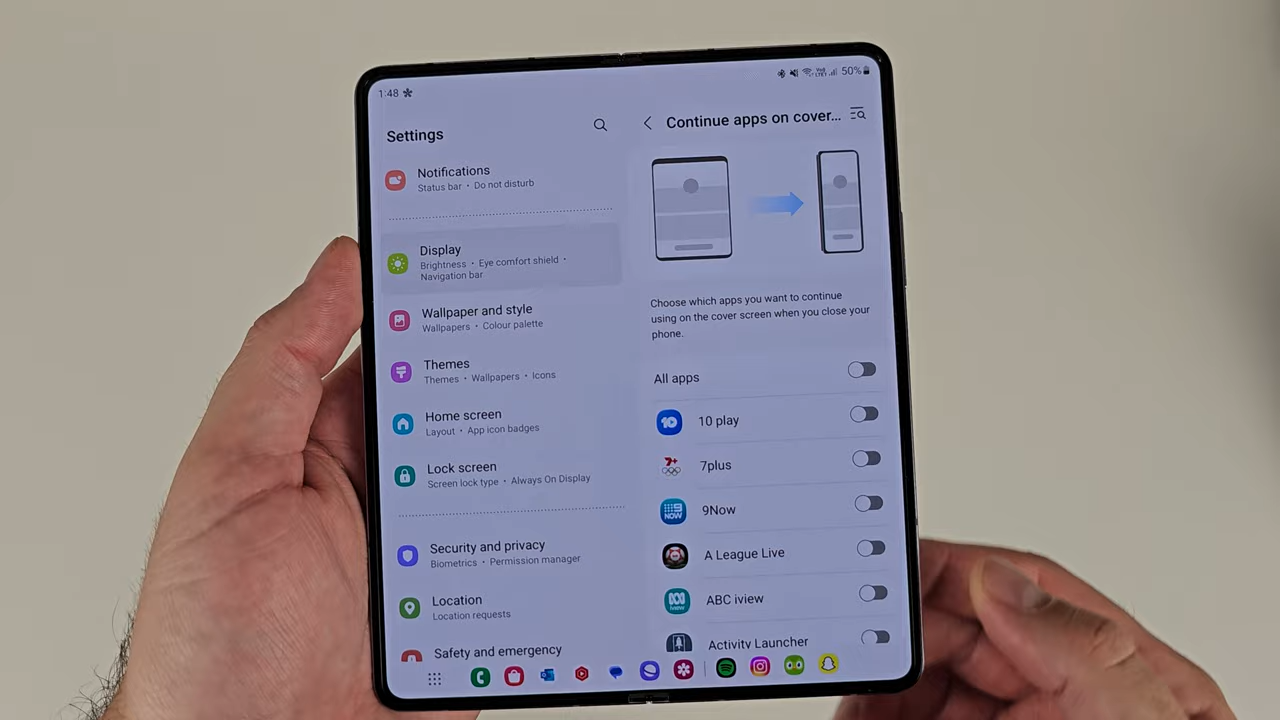 1:48
50%
Settings
Notifications
Status bar • Do not disturb
Display
Brightness • Eye comfort shield •
Navigation bar
Wallpaper and style
Wallpapers • Colour palette
Themes
Themes • Wallpapers • Icons
Home screen
Layout • App icon badges
Lock screen
Screen lock type • Always On Display
Security and privacy
Biometrics • Permission manager
Location
Location requests
Safety and emergency
Continue apps on cover...
Choose which apps you want to continue
using on the cover screen when you close your
phone.
All apps
10 play
7plus
9Now
A League Live
ABC iview
Activity Launcher